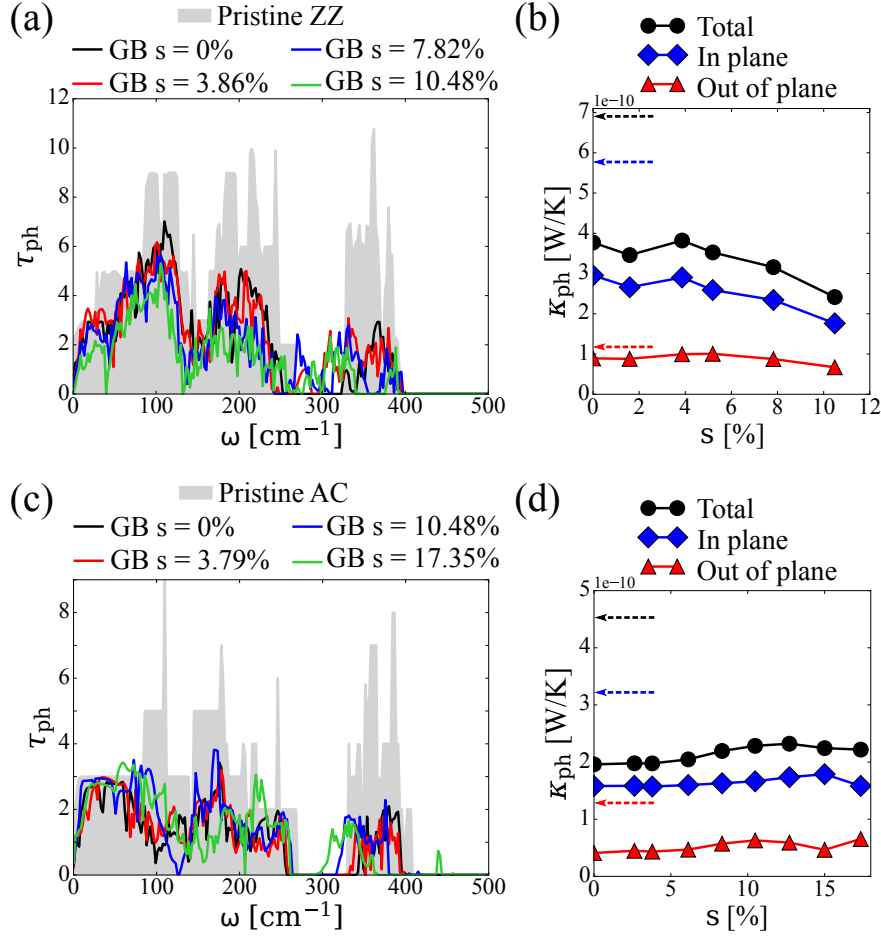 (a)
Pristine ZZ
GB s = 0%
GB s = 7.82%
GB s = 3.86%
GB s = 10.48%
12
10
8
6
4
2
0
τph
0 100 200 300 400 500
ω [cm⁻¹]
(b)
Total
In plane
Out of plane
1e-10
7
6
5
4
3
2
1
0
κph [W/K]
0 2 4 6 8 10 12
s [%]
(c)
Pristine AC
GB s = 0%
GB s = 10.48%
GB s = 3.79%
GB s = 17.35%
8
6
4
2
0
τph
0 100 200 300 400 500
ω [cm⁻¹]
(d)
Total
In plane
Out of plane
1e-10
5
4
3
2
1
0
κph [W/K]
0 5 10 15
s [%]